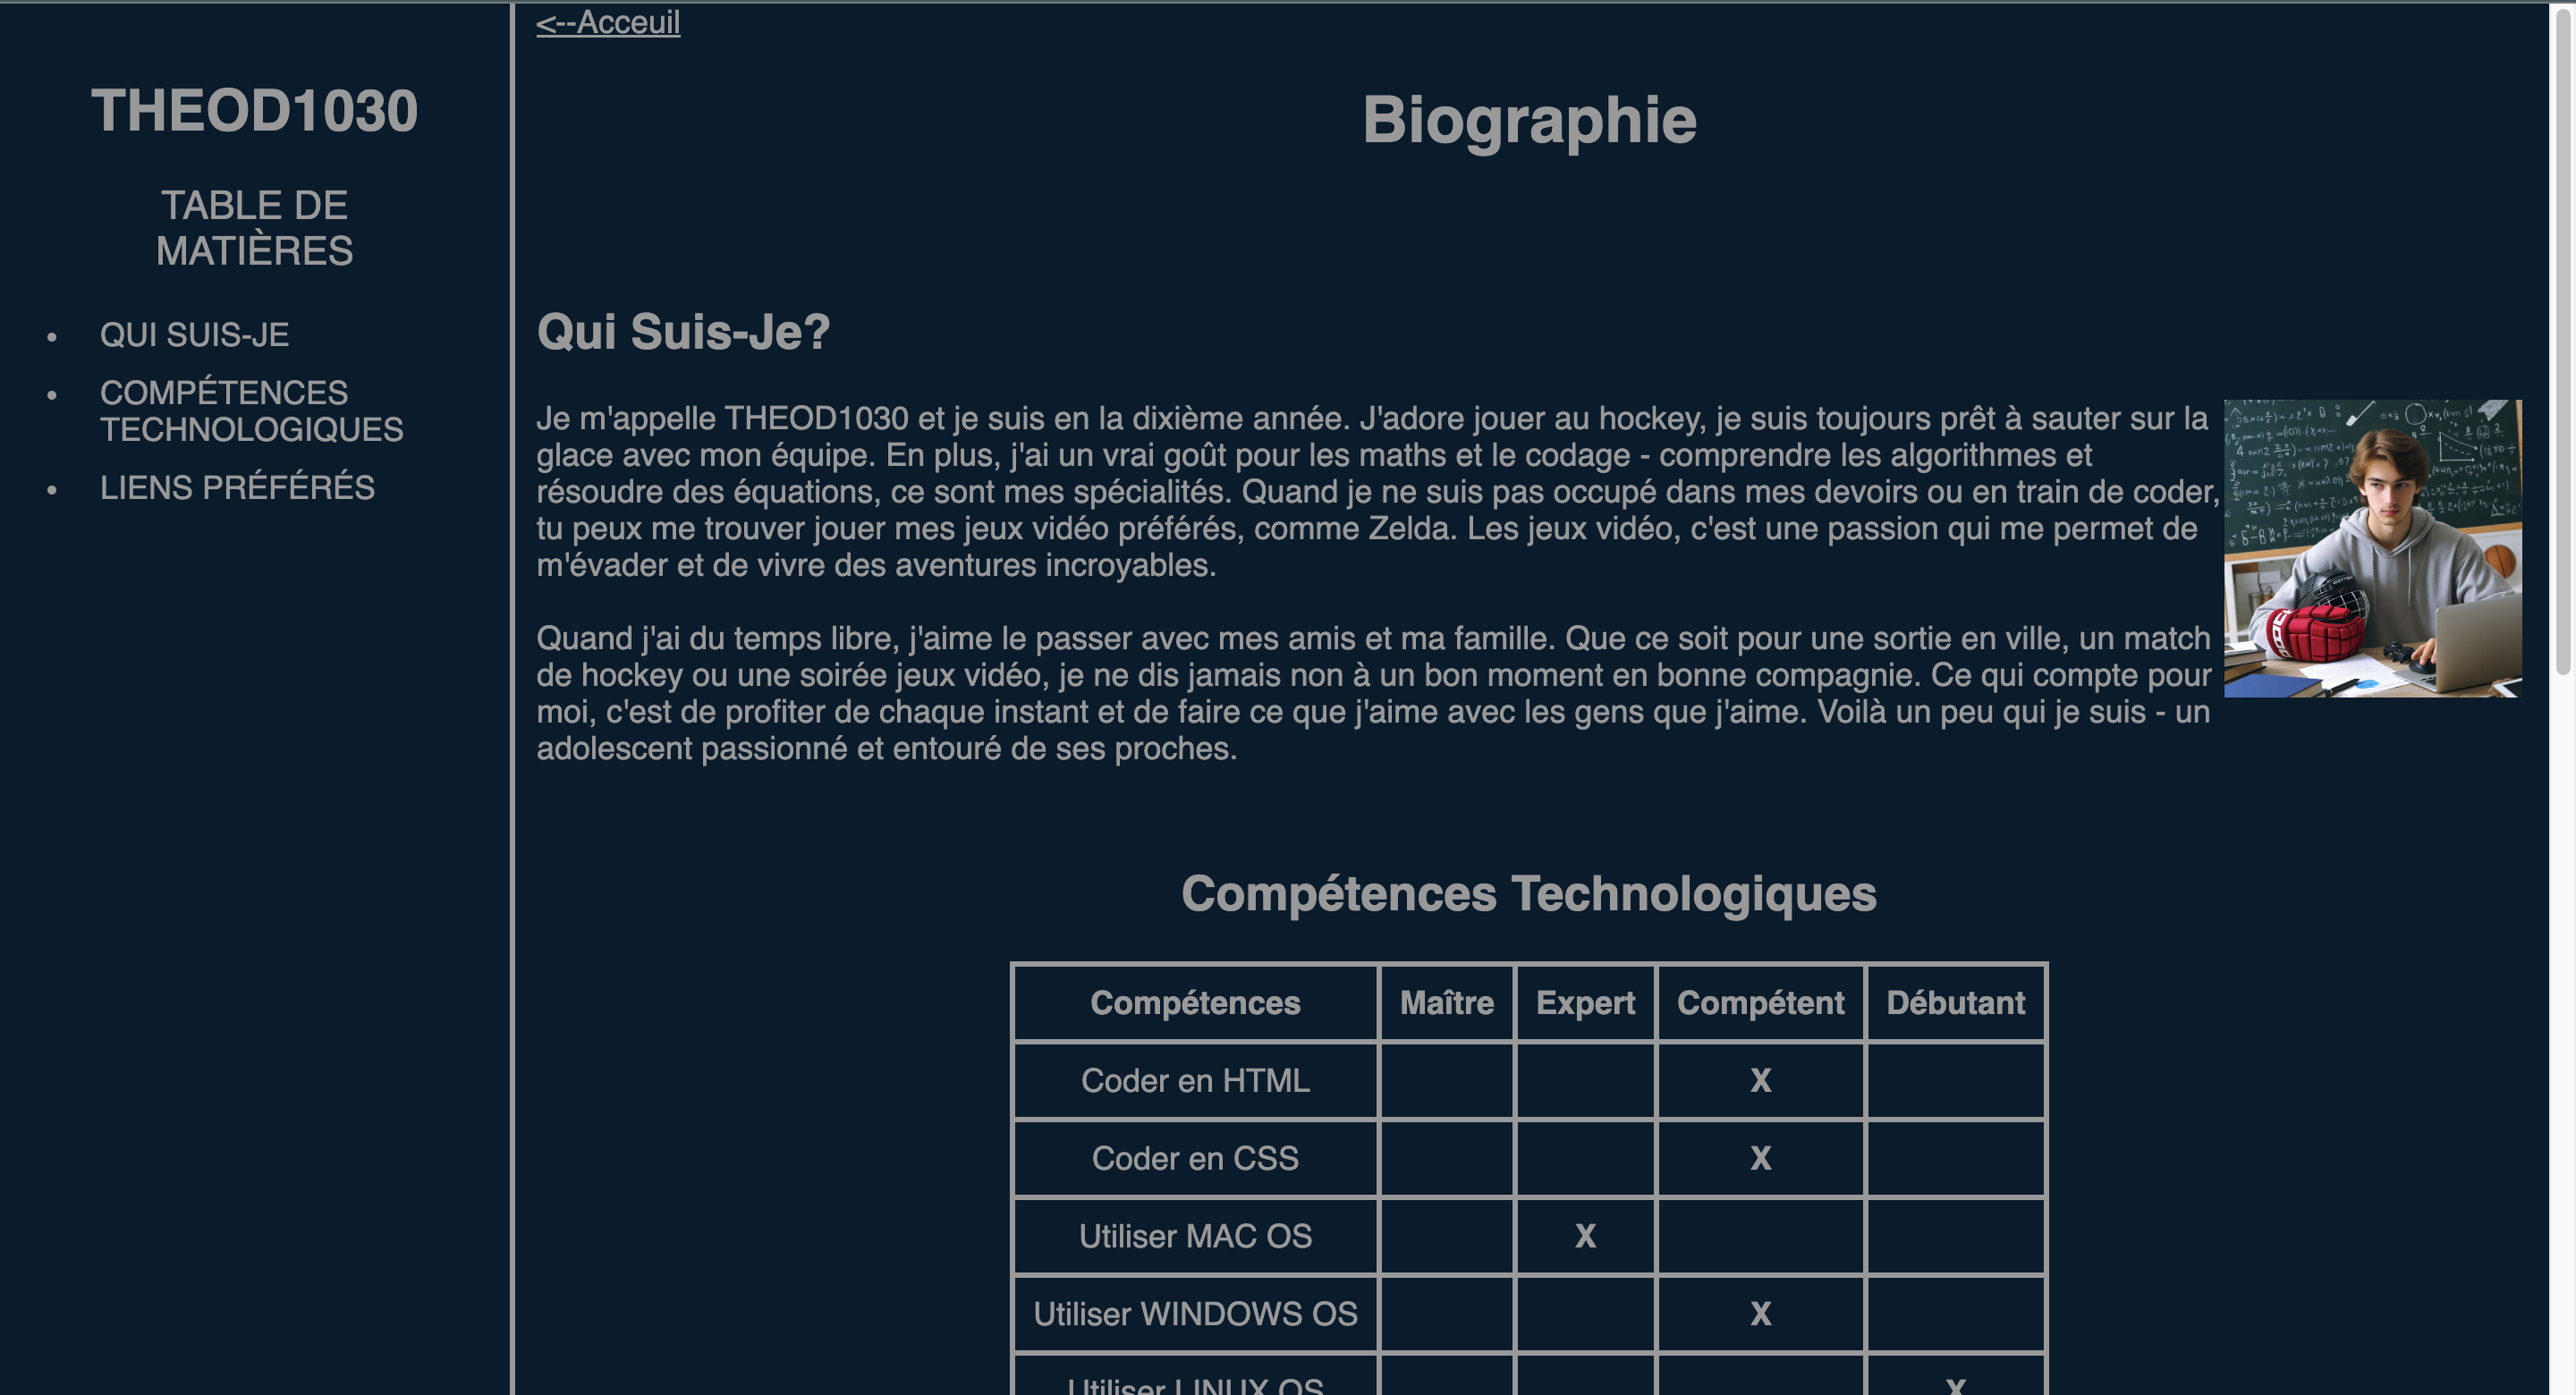 <--Acceuil
THEOD1030
TABLE DE
MATIÈRES
• QUI SUIS-JE
• COMPÉTENCES
TECHNOLOGIQUES
• LIENS PRÉFÉRÉS
Biographie
Qui Suis-Je?
Je m'appelle THEOD1030 et je suis en la dixième année. J'adore jouer au hockey, je suis toujours prêt à sauter sur la
glace avec mon équipe. En plus, j'ai un vrai goût pour les maths et le codage - comprendre les algorithmes et
résoudre des équations, ce sont mes spécialités. Quand je ne suis pas occupé dans mes devoirs ou en train de coder,
tu peux me trouver jouer mes jeux vidéo préférés, comme Zelda. Les jeux vidéo, c'est une passion qui me permet de
m'évader et de vivre des aventures incroyables.
Quand j'ai du temps libre, j'aime le passer avec mes amis et ma famille. Que ce soit pour une sortie en ville, un match
de hockey ou une soirée jeux vidéo, je ne dis jamais non à un bon moment en bonne compagnie. Ce qui compte pour
moi, c'est de profiter de chaque instant et de faire ce que j'aime avec les gens que j'aime. Voilà un peu qui je suis - un
adolescent passionné et entouré de ses proches.
Compétences Technologiques
Compétences Maître Expert Compétent Débutant
Coder en HTML X
Coder en CSS X
Utiliser MAC OS X
Utiliser WINDOWS OS X
Utiliser LINUX OS X